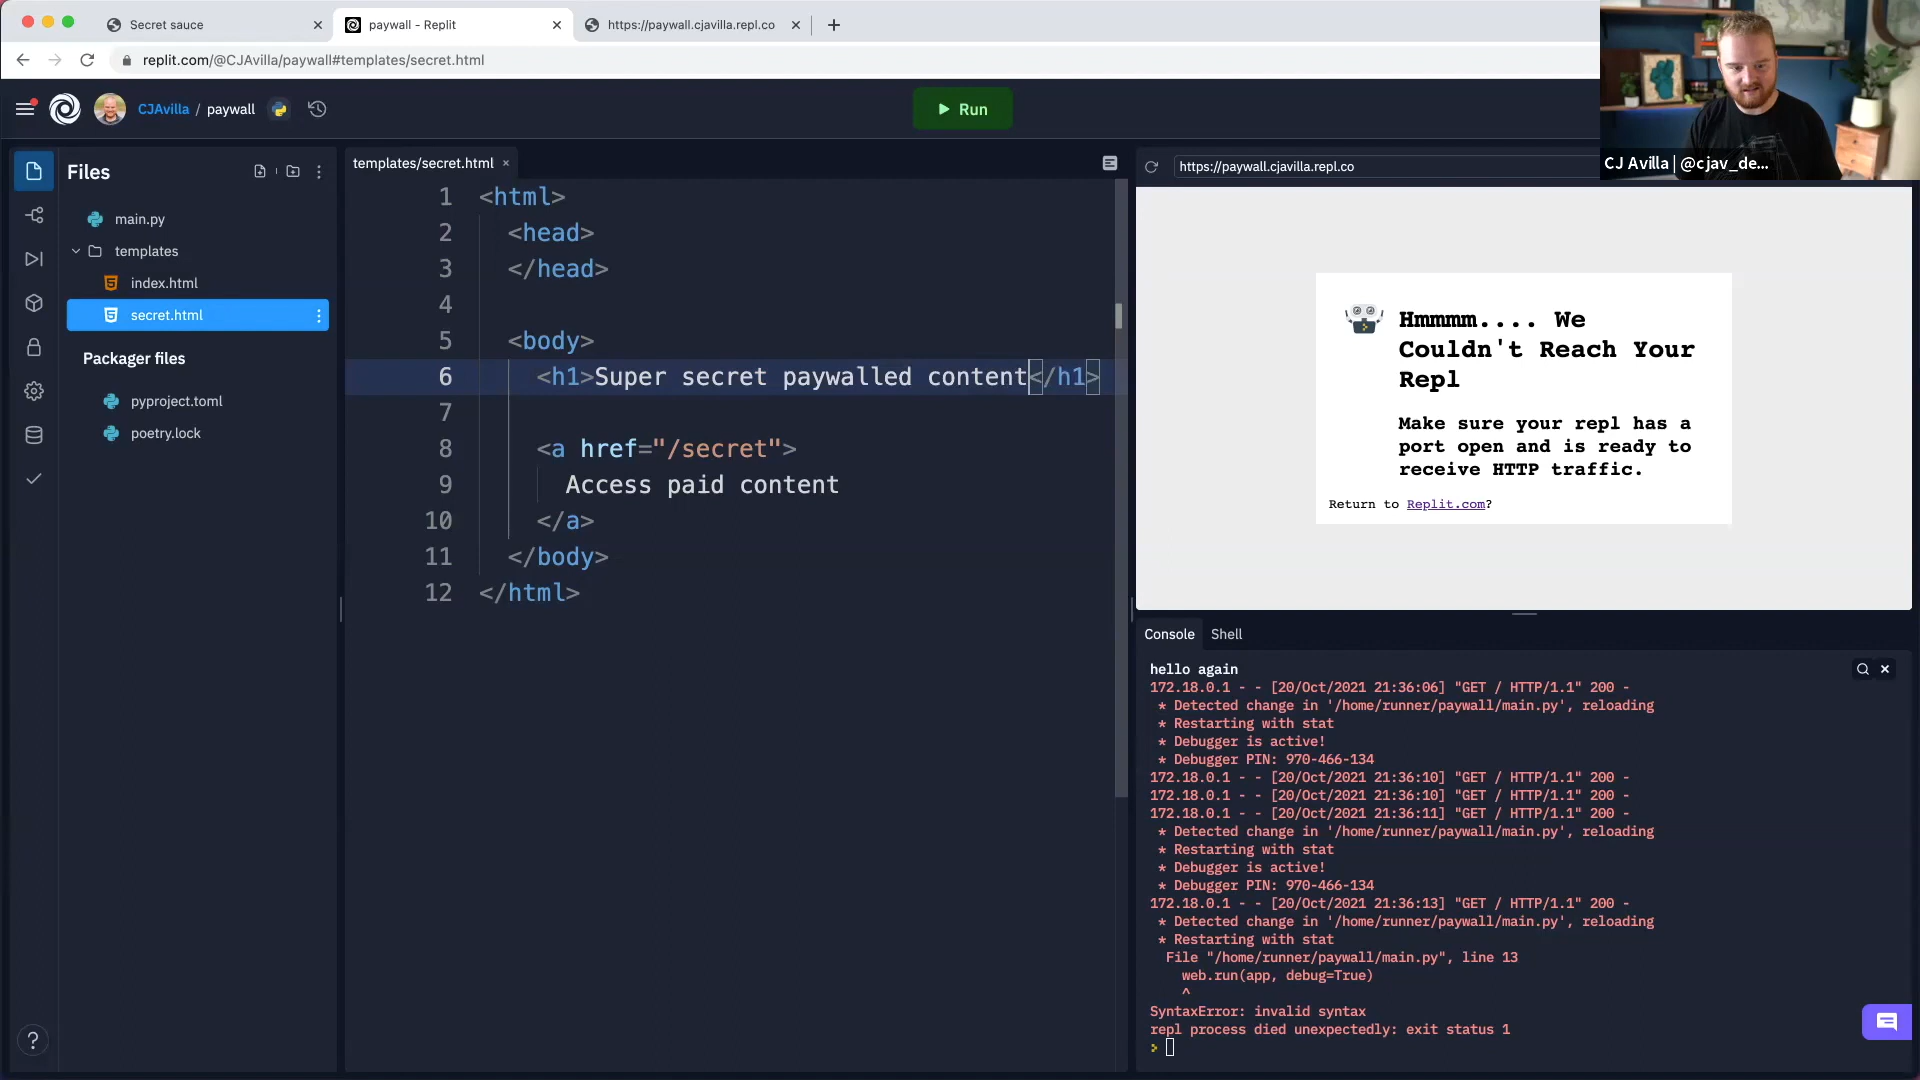 Secret sauce
paywall - Replit
https://paywall.cjavilla.repl.co
replit.com/@CJAvilla/paywall#templates/secret.html
CJAvilla / paywall
Run
CJ Avilla | @cjav_de...
Files
main.py
templates
index.html
secret.html
Packager files
pyproject.toml
poetry.lock
templates/secret.html
1 <html>
2 <head>
3 </head>
4
5 <body>
6 <h1>Super secret paywalled content</h1>
7
8 <a href="/secret">
9 Access paid content
10 </a>
11 </body>
12 </html>
https://paywall.cjavilla.repl.co
Hmmmm.... We
Couldn't Reach Your
Repl
Make sure your repl has a
port open and is ready to
receive HTTP traffic.
Return to Replit.com?
Console Shell
hello again
172.18.0.1 - - [20/Oct/2021 21:36:06] "GET / HTTP/1.1" 200 -
* Detected change in '/home/runner/paywall/main.py', reloading
* Restarting with stat
* Debugger is active!
* Debugger PIN: 970-466-134
172.18.0.1 - - [20/Oct/2021 21:36:10] "GET / HTTP/1.1" 200 -
172.18.0.1 - - [20/Oct/2021 21:36:10] "GET / HTTP/1.1" 200 -
172.18.0.1 - - [20/Oct/2021 21:36:11] "GET / HTTP/1.1" 200 -
* Detected change in '/home/runner/paywall/main.py', reloading
* Restarting with stat
* Debugger is active!
* Debugger PIN: 970-466-134
172.18.0.1 - - [20/Oct/2021 21:36:13] "GET / HTTP/1.1" 200 -
* Detected change in '/home/runner/paywall/main.py', reloading
* Restarting with stat
File "/home/runner/paywall/main.py", line 13
web.run(app, debug=True)
^
SyntaxError: invalid syntax
repl process died unexpectedly: exit status 1
?